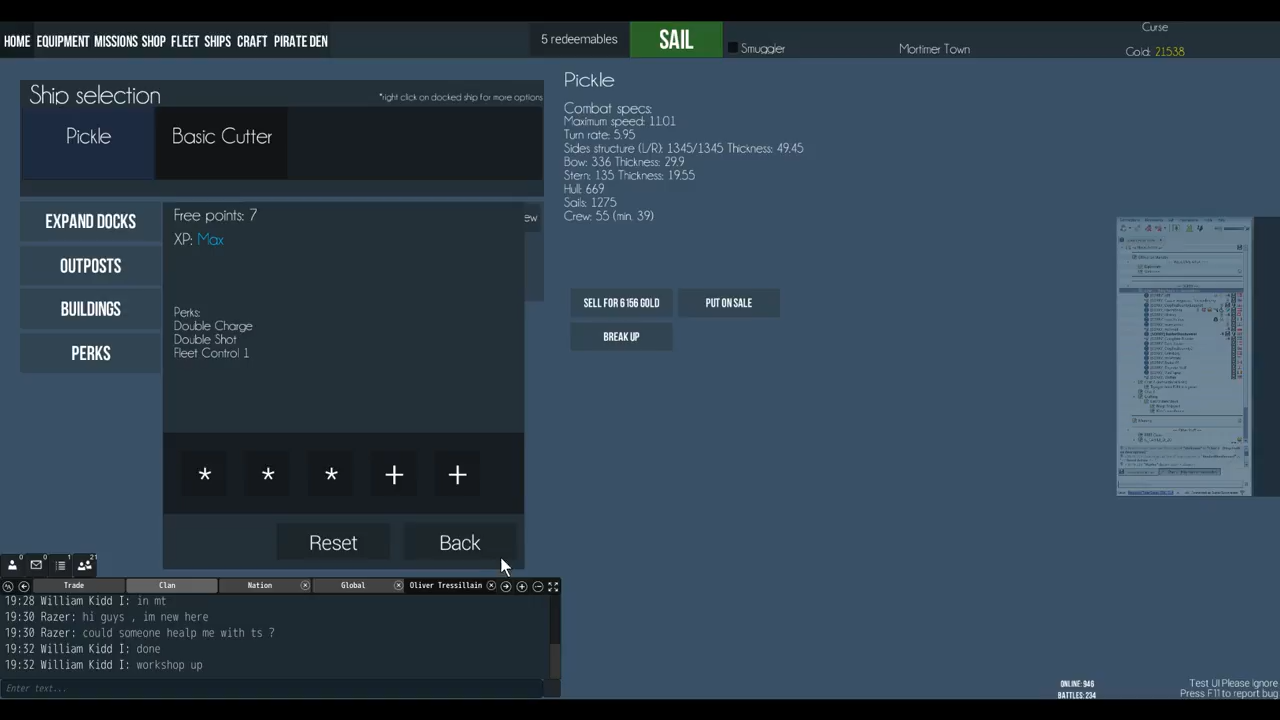 HOME EQUIPMENT MISSIONS SHOP FLEET SHIPS CRAFT PIRATE DEN
5 redeemables
SAIL
Smuggler
Mortimer Town
Curse
Gold: 21538
Ship selection
*right click on docked ship for more options
Pickle
Basic Cutter
EXPAND DOCKS
OUTPOSTS
BUILDINGS
PERKS
Free points: 7
XP: Max
Perks:
Double Charge
Double Shot
Fleet Control 1
* * * + +
Reset
Back
ew
Pickle
Combat specs:
Maximum speed: 11.01
Turn rate: 5.95
Sides structure (L/R): 1345/1345 Thickness: 49.45
Bow: 336 Thickness: 29.9
Stern: 135 Thickness: 19.55
Hull: 669
Sails: 1275
Crew: 55 (min. 39)
SELL FOR 6156 GOLD
PUT ON SALE
BREAK UP
0 0 1 21
Trade
Clan
Nation
Global
Oliver Tressillain
19:28 William Kidd I: in mt
19:30 Razer: hi guys , im new here
19:30 Razer: could someone healp me with ts ?
19:32 William Kidd I: done
19:32 William Kidd I: workshop up
Enter text...
ONLINE: 946
BATTLES: 234
Test UI Please ignore
Press F11 to report bug